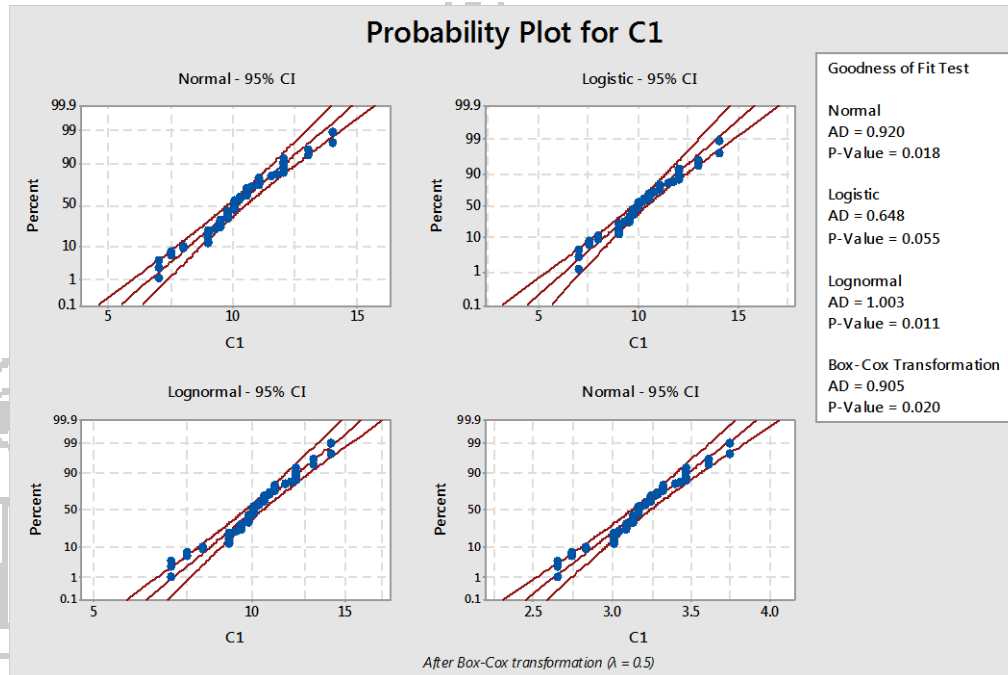 Probability Plot for C1
Normal - 95% CI
99.9
99
90
50
10
1
0.1
Percent
5 10 15
C1
Logistic - 95% CI
99.9
99
90
50
10
1
0.1
Percent
5 10 15
C1
Lognormal - 95% CI
99.9
99
90
50
10
1
0.1
Percent
5 10 15
C1
Normal - 95% CI
99.9
99
90
50
10
1
0.1
Percent
2.5 3.0 3.5 4.0
C1
After Box-Cox transformation (λ = 0.5)
Goodness of Fit Test
Normal
AD = 0.920
P-Value = 0.018
Logistic
AD = 0.648
P-Value = 0.055
Lognormal
AD = 1.003
P-Value = 0.011
Box-Cox Transformation
AD = 0.905
P-Value = 0.020